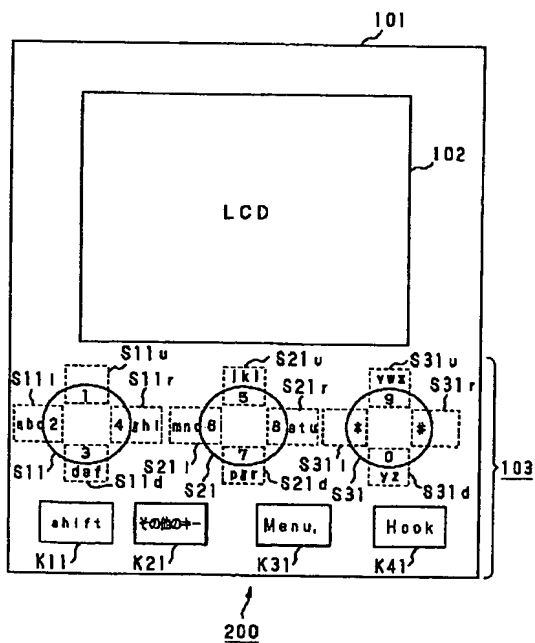 101
102
LCD
S11u S21u S31u
S11l S11r jkl S21r vwx S31r
1 5 9
abc 2 4 ghi mno 6 8 stu * #
3 7 0
S11 def S11d S21l S21 pqr S21d S31l S31 yz S31d
103
shift その他のキー Menu. Hook
K11 K21 K31 K41
200